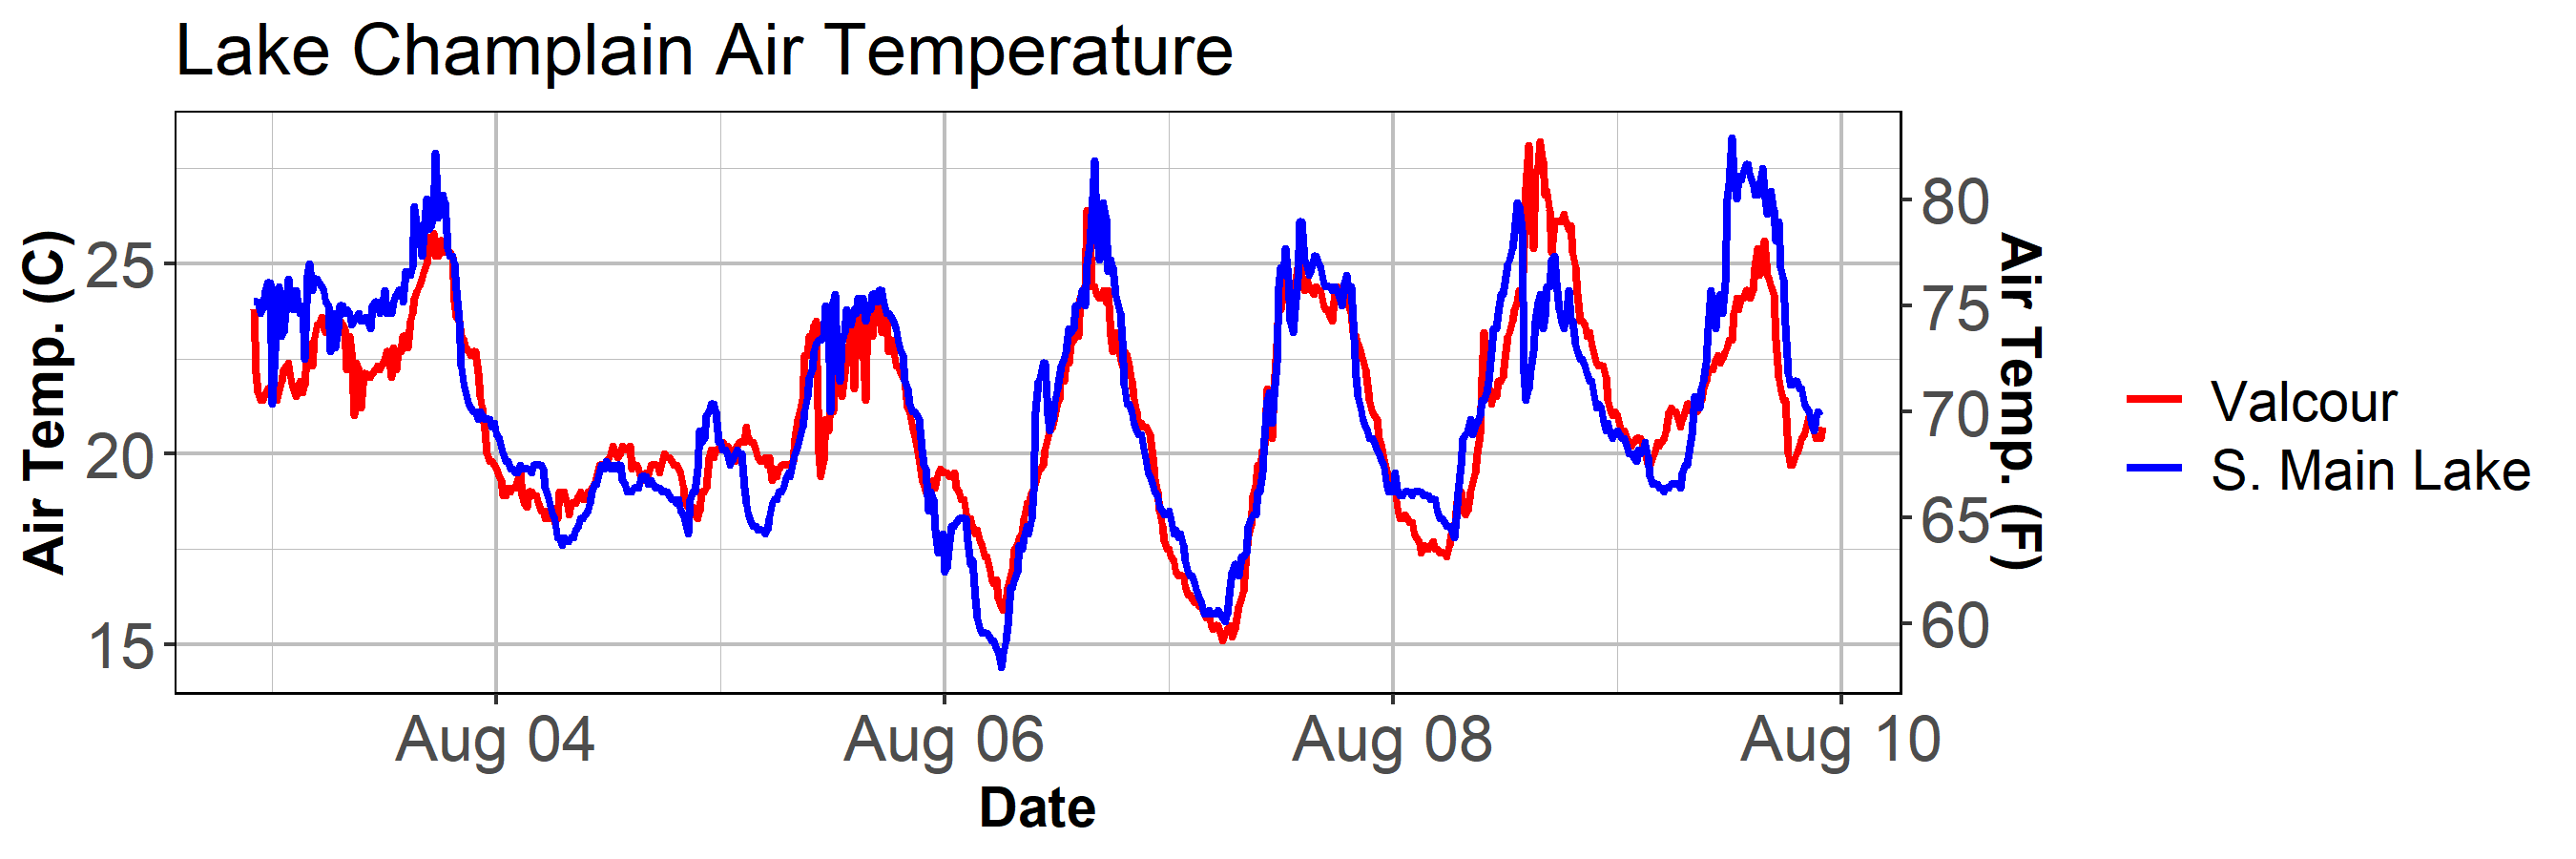 Lake Champlain Air Temperature
Air Temp. (C)
25
20
15
80
75
70
65
60
Air Temp. (F)
Aug 04
Aug 06
Aug 08
Aug 10
Date
Valcour
S. Main Lake